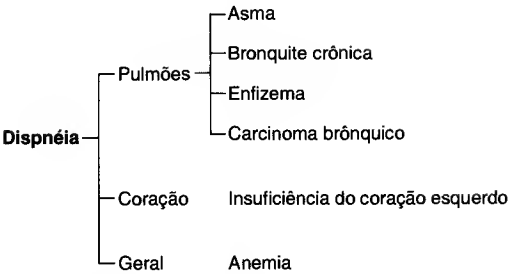 Asma
Bronquite crônica
Pulmões
Enfizema
Carcinoma brônquico
Dispnéia
Coração Insuficiência do coração esquerdo
Geral Anemia